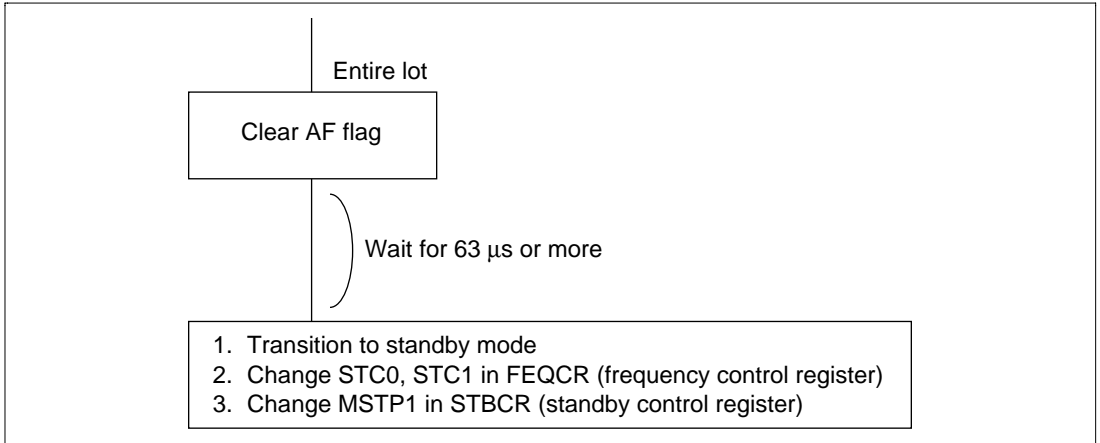 Entire lot
Clear AF flag
Wait for 63 μs or more
1. Transition to standby mode
2. Change STC0, STC1 in FEQCR (frequency control register)
3. Change MSTP1 in STBCR (standby control register)